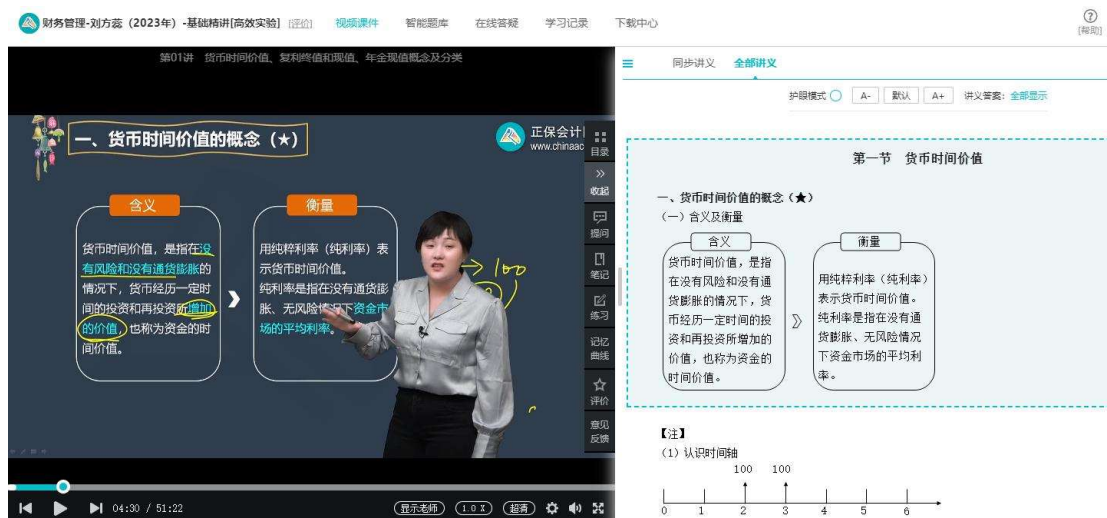 财务管理-刘方蕊（2023年）-基础精讲[高效实验] [评价] 视频课件 智能题库 在线答疑 学习记录 下载中心
[帮助]
第01讲 货币时间价值、复利终值和现值、年金现值概念及分类
一、货币时间价值的概念（★）
正保会计
www.chinaac
含义
货币时间价值，是指在没
有风险和没有通货膨胀的
情况下，货币经历一定时
间的投资和再投资所增加
的价值，也称为资金的时
间价值。
衡量
用纯粹利率（纯利率）表
示货币时间价值。
纯利率是指在没有通货膨
胀、无风险情况下资金市
场的平均利率。
100
目录
收起
提问
笔记
练习
记忆
曲线
评价
意见
反馈
04:30 / 51:22 显示老师 1.0 X 超清
同步讲义 全部讲义
护眼模式 A- 默认 A+ 讲义答案：全部显示
第一节 货币时间价值
一、货币时间价值的概念（★）
（一）含义及衡量
含义
货币时间价值，是指
在没有风险和没有通
货膨胀的情况下，货
币经历一定时间的投
资和再投资所增加的
价值，也称为资金的
时间价值。
衡量
用纯粹利率（纯利率）
表示货币时间价值。
纯利率是指在没有通
货膨胀、无风险情况
下资金市场的平均利
率。
【注】
（1）认识时间轴
100 100
0 1 2 3 4 5 6